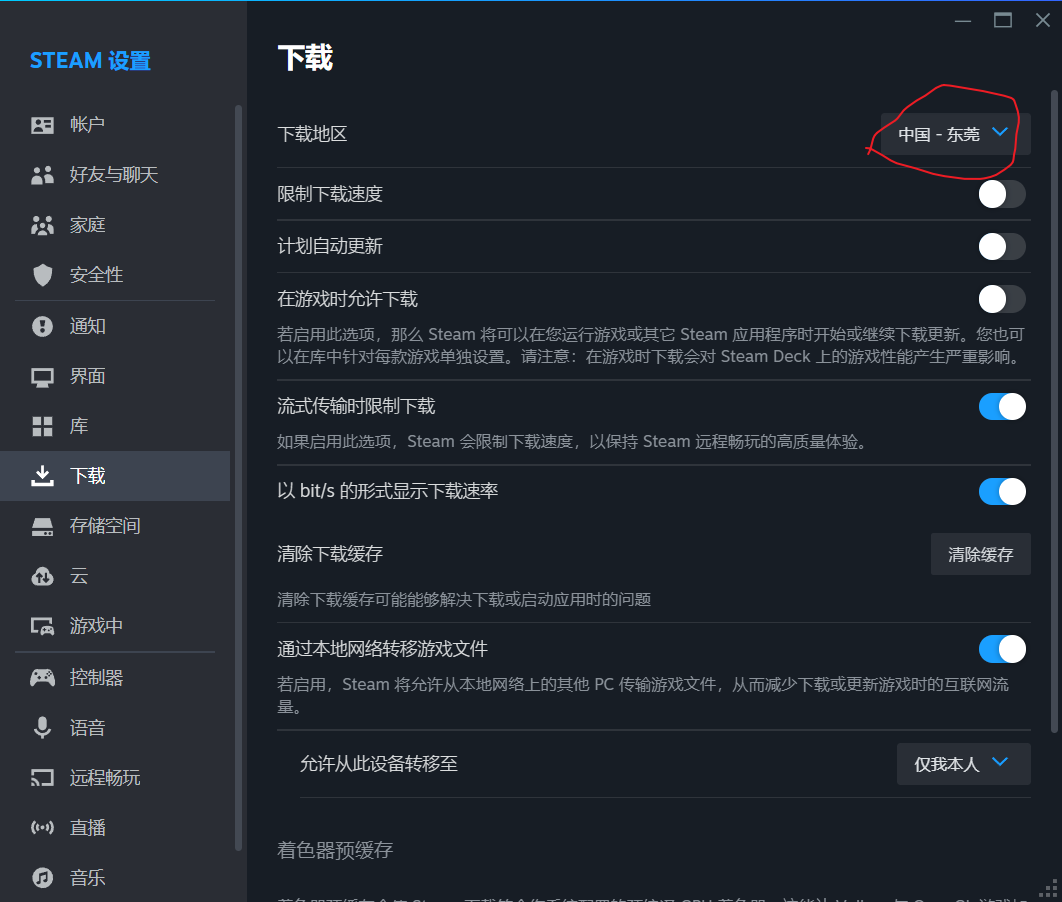 STEAM 设置
帐户
好友与聊天
家庭
安全性
通知
界面
库
下载
存储空间
云
游戏中
控制器
语音
远程畅玩
直播
音乐
下载
下载地区
中国 - 东莞
限制下载速度
计划自动更新
在游戏时允许下载
若启用此选项，那么 Steam 将可以在您运行游戏或其它 Steam 应用程序时开始或继续下载更新。您也可
以在库中针对每款游戏单独设置。请注意：在游戏时下载会对 Steam Deck 上的游戏性能产生严重影响。
流式传输时限制下载
如果启用此选项，Steam 会限制下载速度，以保持 Steam 远程畅玩的高质量体验。
以 bit/s 的形式显示下载速率
清除下载缓存
清除缓存
清除下载缓存可能能够解决下载或启动应用时的问题
通过本地网络转移游戏文件
若启用，Steam 将允许从本地网络上的其他 PC 传输游戏文件，从而减少下载或更新游戏时的互联网流
量。
允许从此设备转移至
仅我本人
着色器预缓存